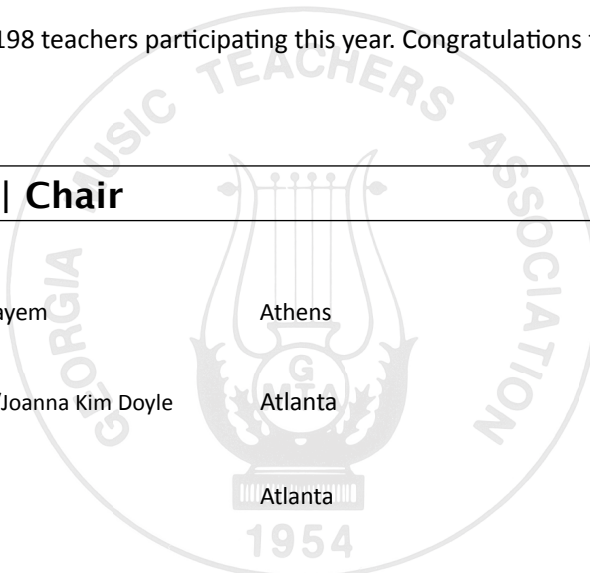 198 teachers participating this year. Congratulations
GEORGIA MUSIC TEACHERS ASSOCIATION
| Chair
ayem
Athens
G
MTA
/Joanna Kim Doyle
Atlanta
Atlanta
1954